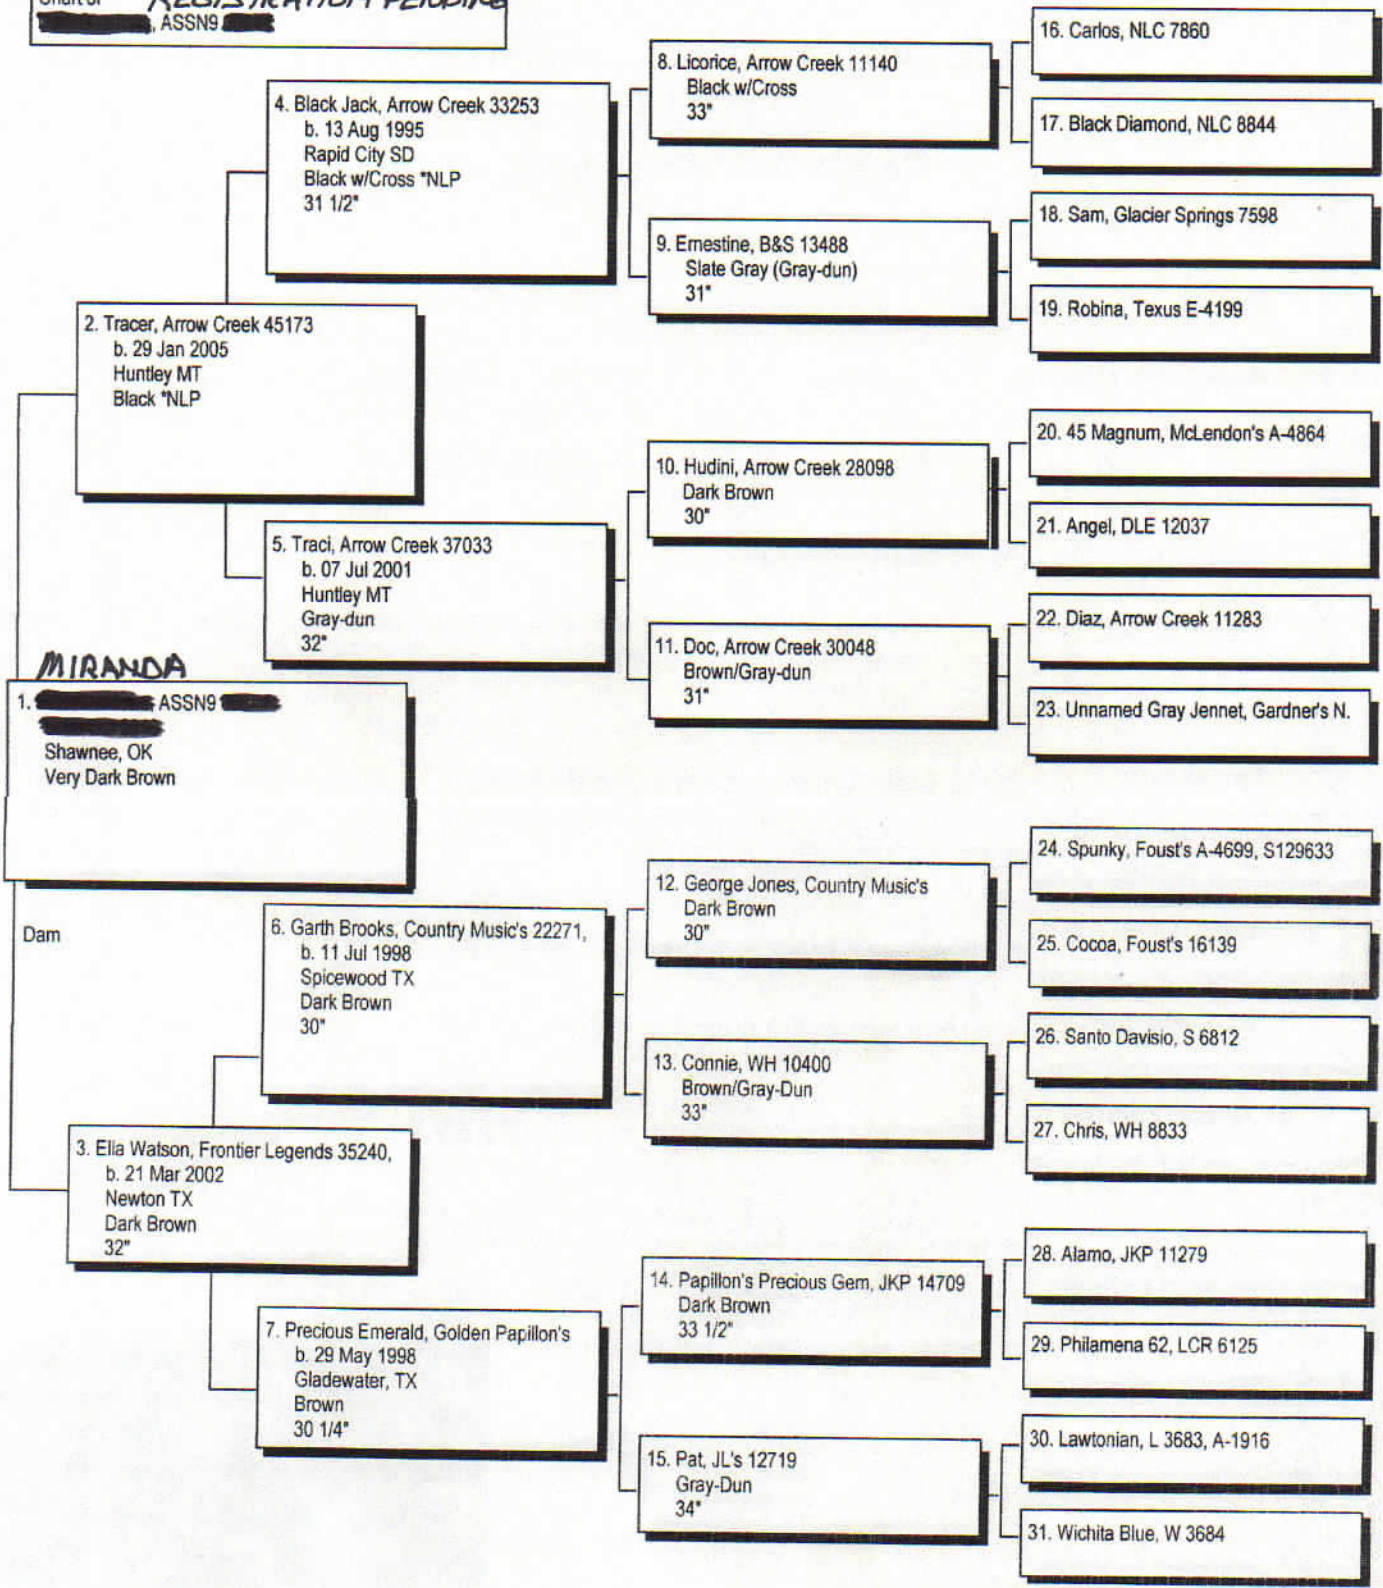 Chart of REGISTRATION PENDING
, ASSN9
4. Black Jack, Arrow Creek 33253
b. 13 Aug 1995
Rapid City SD
Black w/Cross *NLP
31 1/2"
8. Licorice, Arrow Creek 11140
Black w/Cross
33"
16. Carlos, NLC 7860
17. Black Diamond, NLC 8844
9. Ernestine, B&S 13488
Slate Gray (Gray-dun)
31"
18. Sam, Glacier Springs 7598
19. Robina, Texus E-4199
2. Tracer, Arrow Creek 45173
b. 29 Jan 2005
Huntley MT
Black *NLP
5. Traci, Arrow Creek 37033
b. 07 Jul 2001
Huntley MT
Gray-dun
32"
10. Hudini, Arrow Creek 28098
Dark Brown
30"
20. 45 Magnum, McLendon's A-4864
21. Angel, DLE 12037
11. Doc, Arrow Creek 30048
Brown/Gray-dun
31"
22. Diaz, Arrow Creek 11283
23. Unnamed Gray Jennet, Gardner's N.
MIRANDA
1. ASSN9
Shawnee, OK
Very Dark Brown
Dam
6. Garth Brooks, Country Music's 22271,
b. 11 Jul 1998
Spicewood TX
Dark Brown
30"
12. George Jones, Country Music's
Dark Brown
30"
24. Spunky, Foust's A-4699, S129633
25. Cocoa, Foust's 16139
13. Connie, WH 10400
Brown/Gray-Dun
33"
26. Santo Davisio, S 6812
27. Chris, WH 8833
3. Ella Watson, Frontier Legends 35240,
b. 21 Mar 2002
Newton TX
Dark Brown
32"
7. Precious Emerald, Golden Papillon's
b. 29 May 1998
Gladewater, TX
Brown
30 1/4"
14. Papillon's Precious Gem, JKP 14709
Dark Brown
33 1/2"
28. Alamo, JKP 11279
29. Philamena 62, LCR 6125
15. Pat, JL's 12719
Gray-Dun
34"
30. Lawtonian, L 3683, A-1916
31. Wichita Blue, W 3684